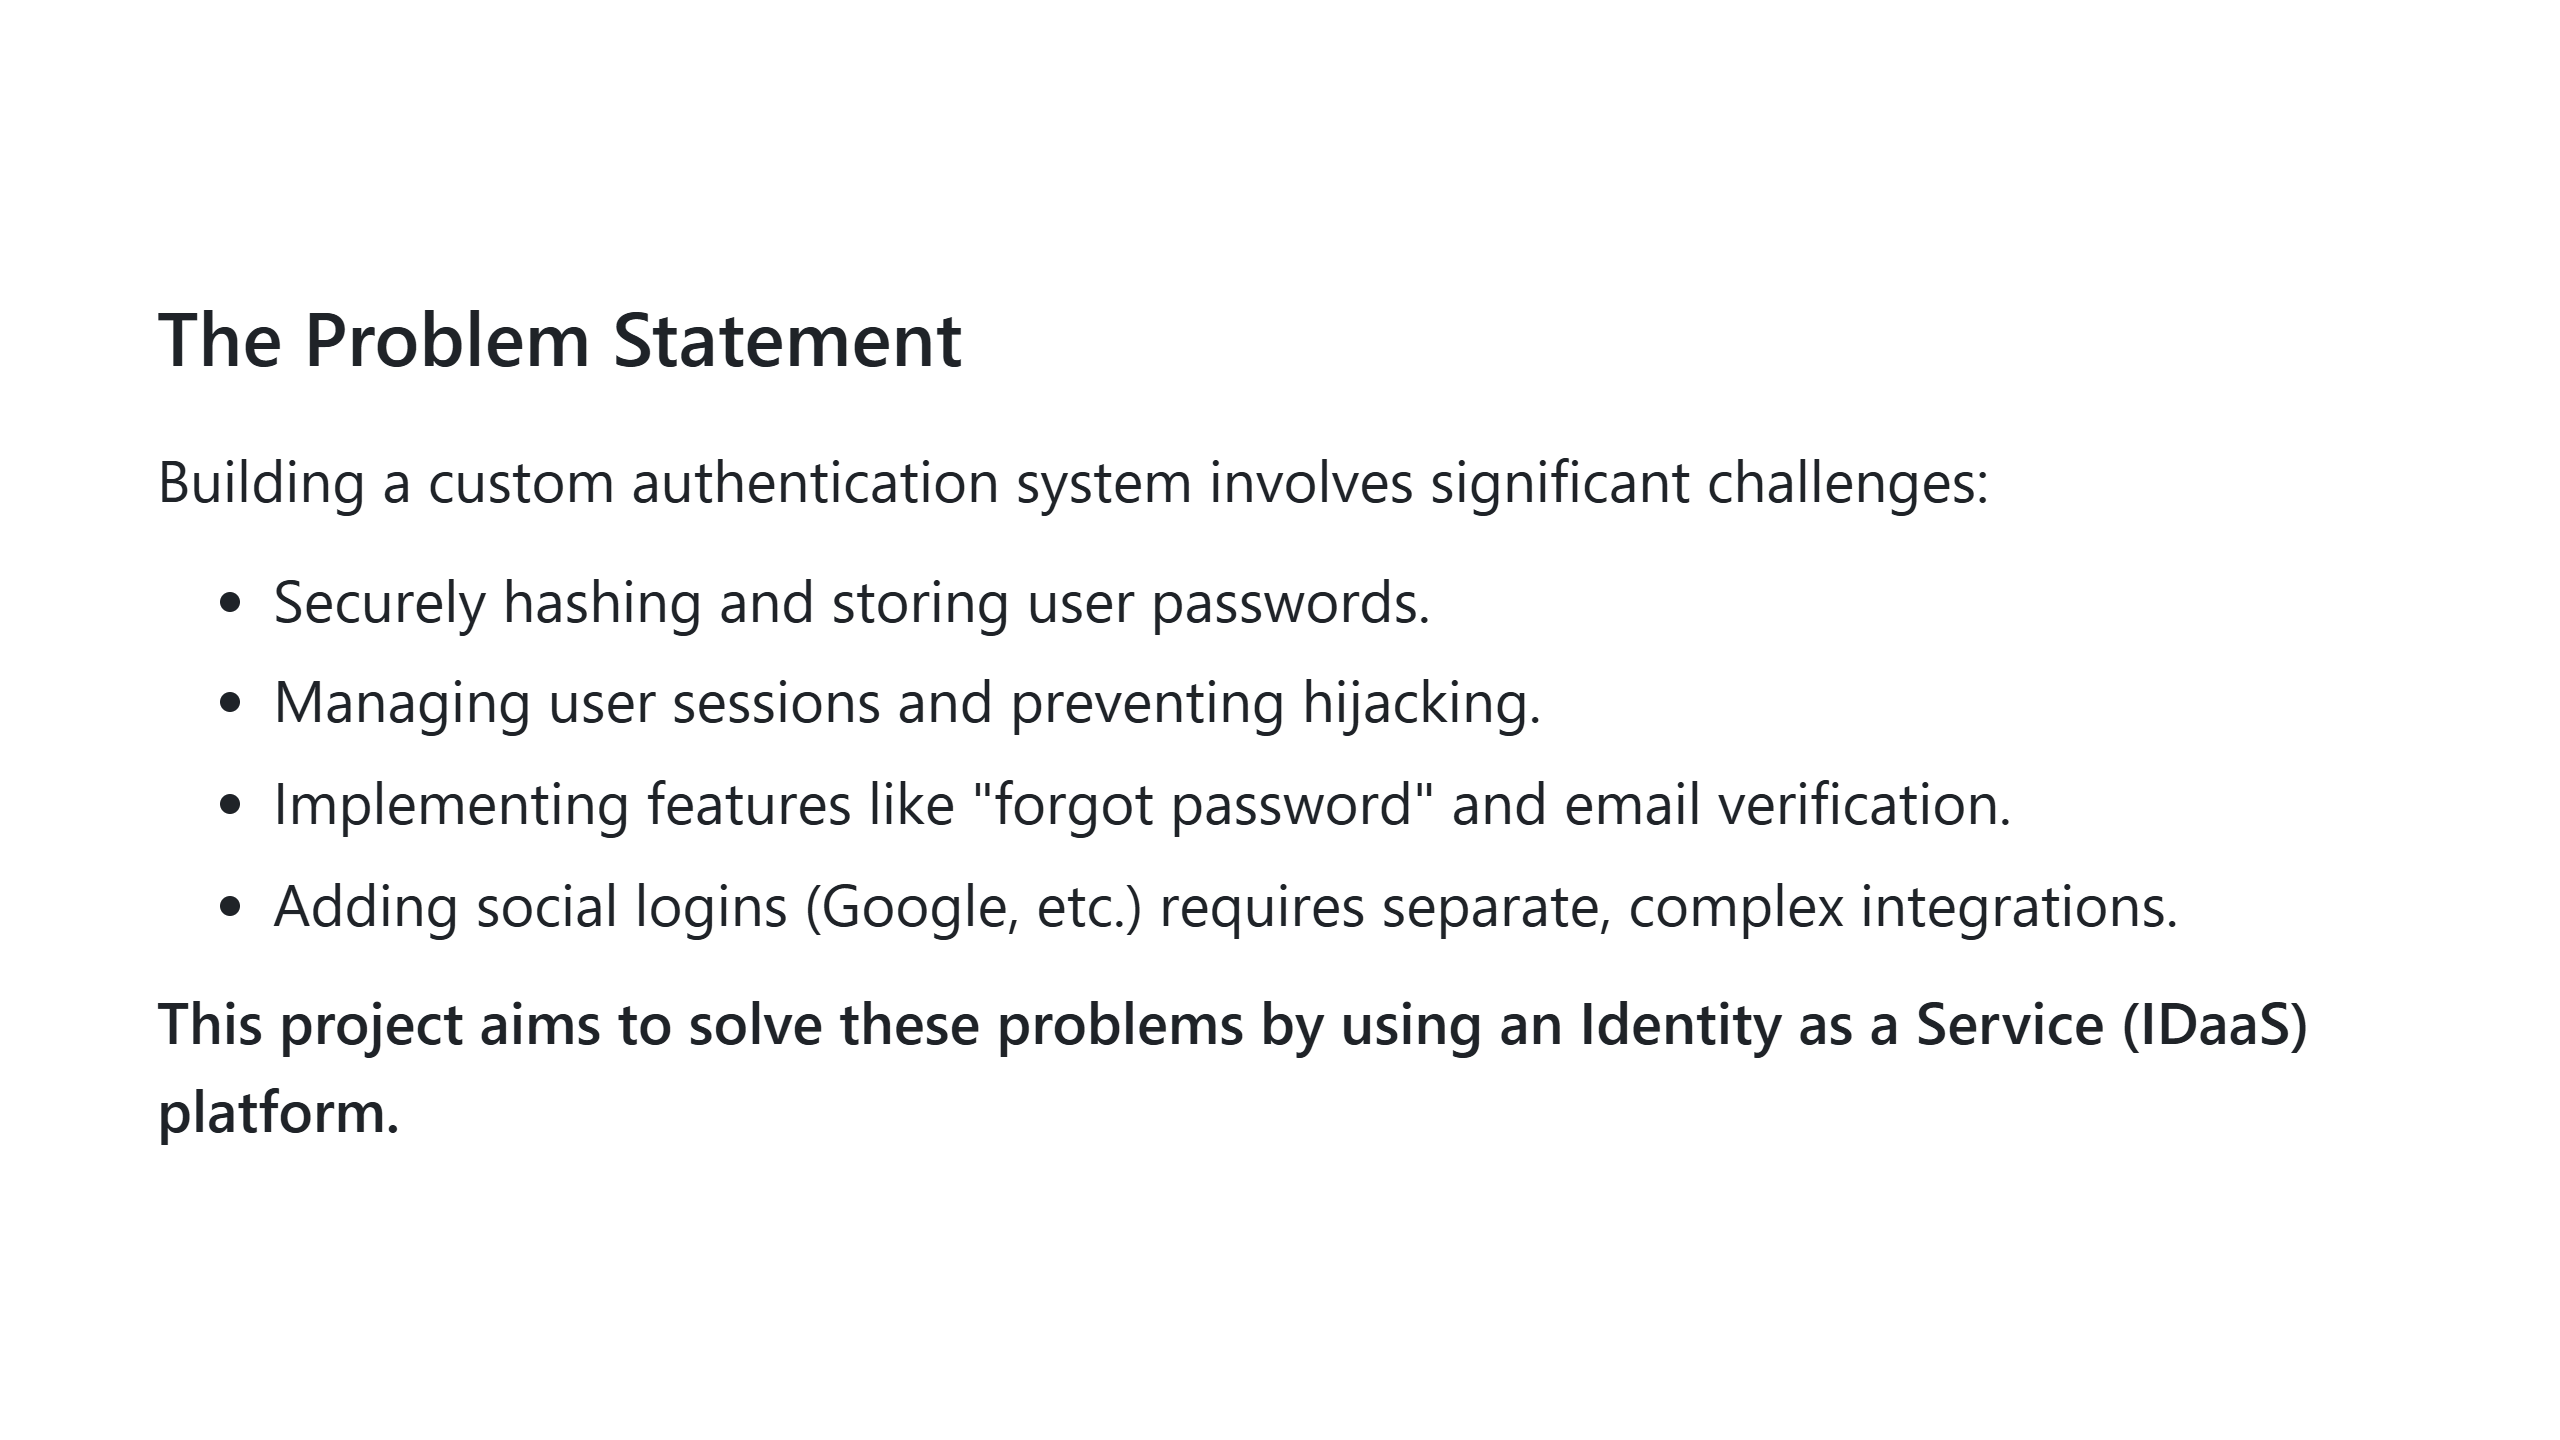 The Problem Statement
Building a custom authentication system involves significant challenges:
• Securely hashing and storing user passwords.
• Managing user sessions and preventing hijacking.
• Implementing features like "forgot password" and email verification.
• Adding social logins (Google, etc.) requires separate, complex integrations.
This project aims to solve these problems by using an Identity as a Service (IDaaS)
platform.